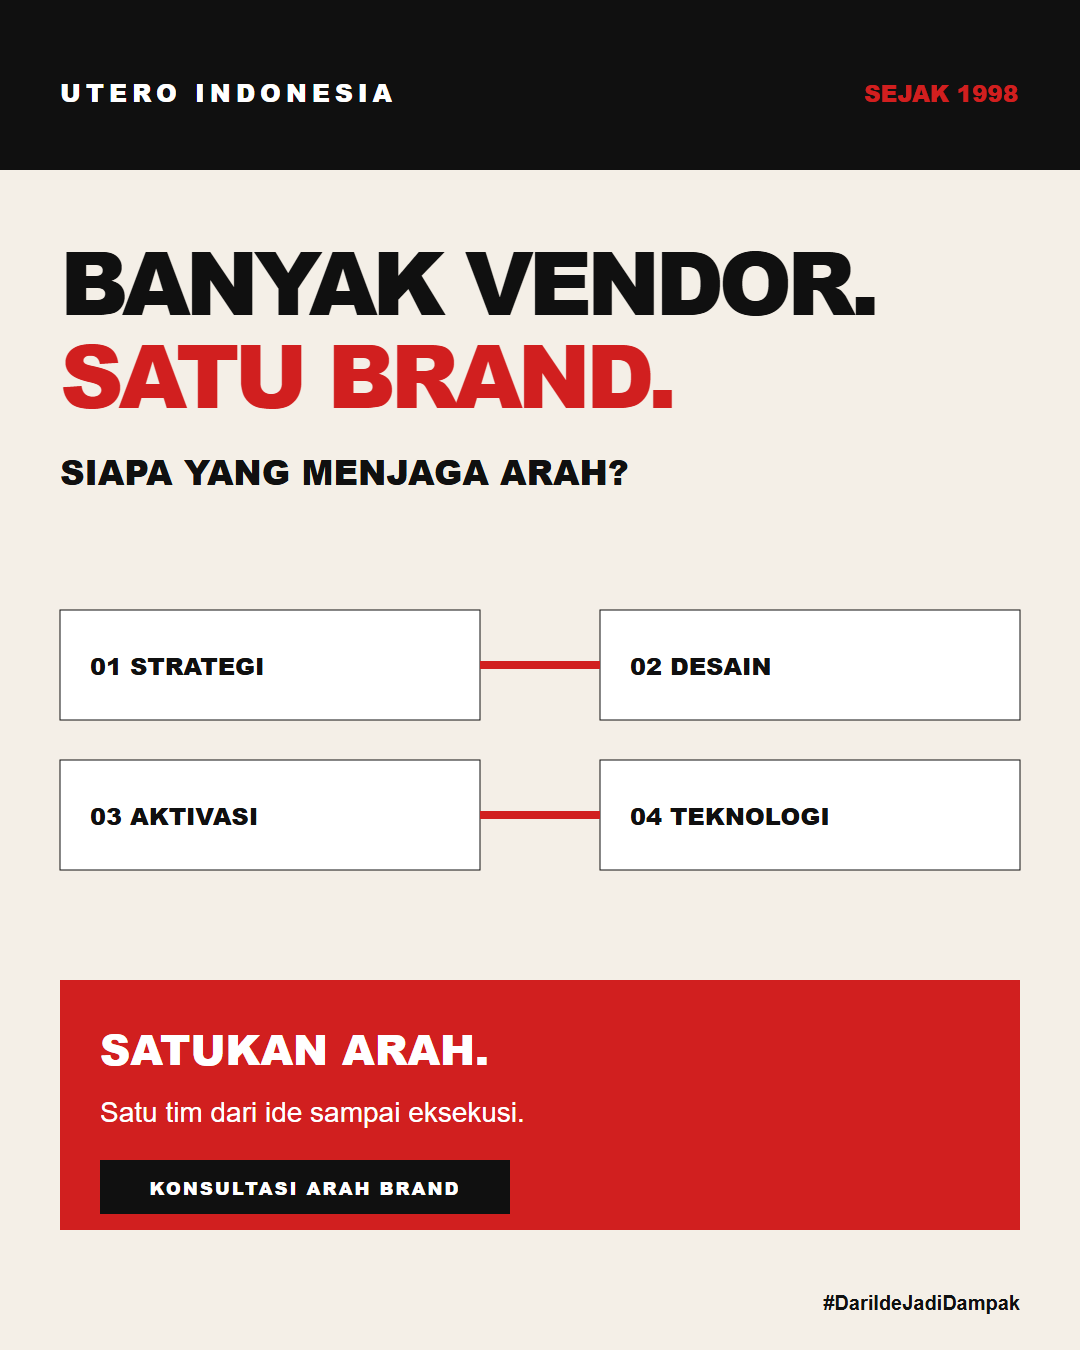 UTERO INDONESIA
SEJAK 1998
BANYAK VENDOR.
SATU BRAND.
SIAPA YANG MENJAGA ARAH?
01 STRATEGI
02 DESAIN
03 AKTIVASI
04 TEKNOLOGI
SATUKAN ARAH.
Satu tim dari ide sampai eksekusi.
KONSULTASI ARAH BRAND
#DariIdeJadiDampak